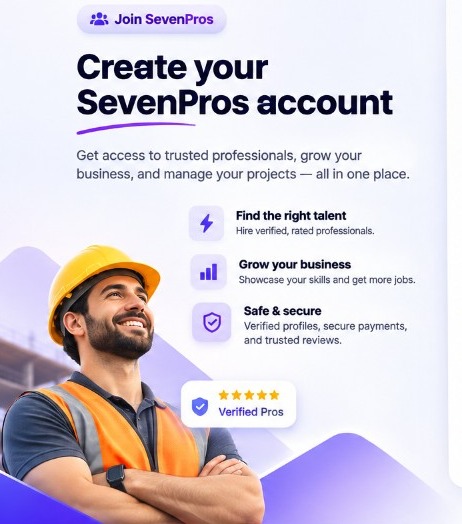 Join SevenPros
Create your
SevenPros account
Get access to trusted professionals, grow your
business, and manage your projects — all in one place.
Find the right talent
Hire verified, rated professionals.
Grow your business
Showcase your skills and get more jobs.
Safe & secure
Verified profiles, secure payments,
and trusted reviews.
Verified Pros